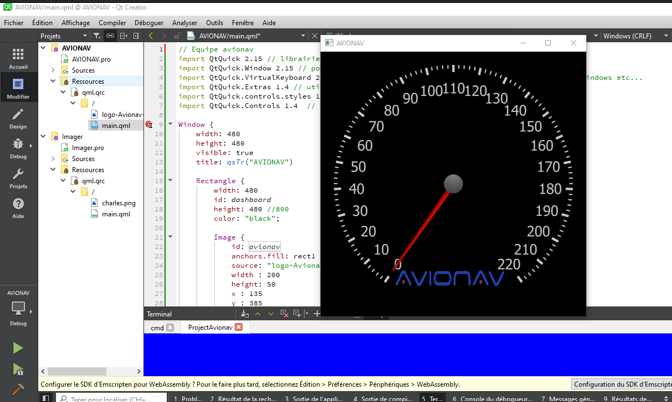 AVIONAV/main.qml @ AVIONAV - Qt Creator
Fichier Édition Affichage Compiler Déboguer Analyser Outils Fenêtre Aide
Projets AVIONAV/main.qml* Windows (CRLF)
Accueil
Modifier
Design
Debug
Projets
Aide
AVIONAV
Debug
AVIONAV
AVIONAV.pro
Sources
Ressources
qml.qrc
/
logo-Avionav
main.qml
Imager
Imager.pro
Sources
Ressources
qml.qrc
/
charles.png
main.qml
1 // Equipe avionav
2 import QtQuick 2.15 // librairie
3 import QtQuick.Window 2.15 // po
4 import QtQuick.VirtualKeyboard 2 indows etc...
5 import QtQuick.Extras 1.4 // uti
6 import QtQuick.controls.styles 1
7 import QtQuick.Controls 1.4 //
8
9 Window {
10 width: 480
11 height: 480
12 visible: true
13 title: qsTr("AVIONAV")
14
15 Rectangle {
16 width: 480
17 id: dashboard
18 height: 480 //800
19 color: "black";
20
21 Image {
22 id: avionav
23 anchors.fill: rect1
24 source: "logo-Aviona
25 width : 200
26 height: 50
27 x : 135
28 y : 385
AVIONAV
0 10 20 30 40 50 60 70 80 90 100 110 120 130 140 150 160 170 180 190 200 210 220
AVIONAV
Terminal
cmd ProjectAvionav
Configurer le SDK d'Emscripten pour WebAssembly ? Pour le faire plus tard, sélectionnez Édition > Préférences > Périphériques > WebAssembly. Configuration du SDK d'Emscripte
Taper pour localiser (Ctrl+... 1 Probl... 2 Résultat de la rech... 3 Sortie de l'applic... 4 Sortie de compi... 5 Ter... 6 Console du débogueur... 7 Messages gén... 9 Résultats de